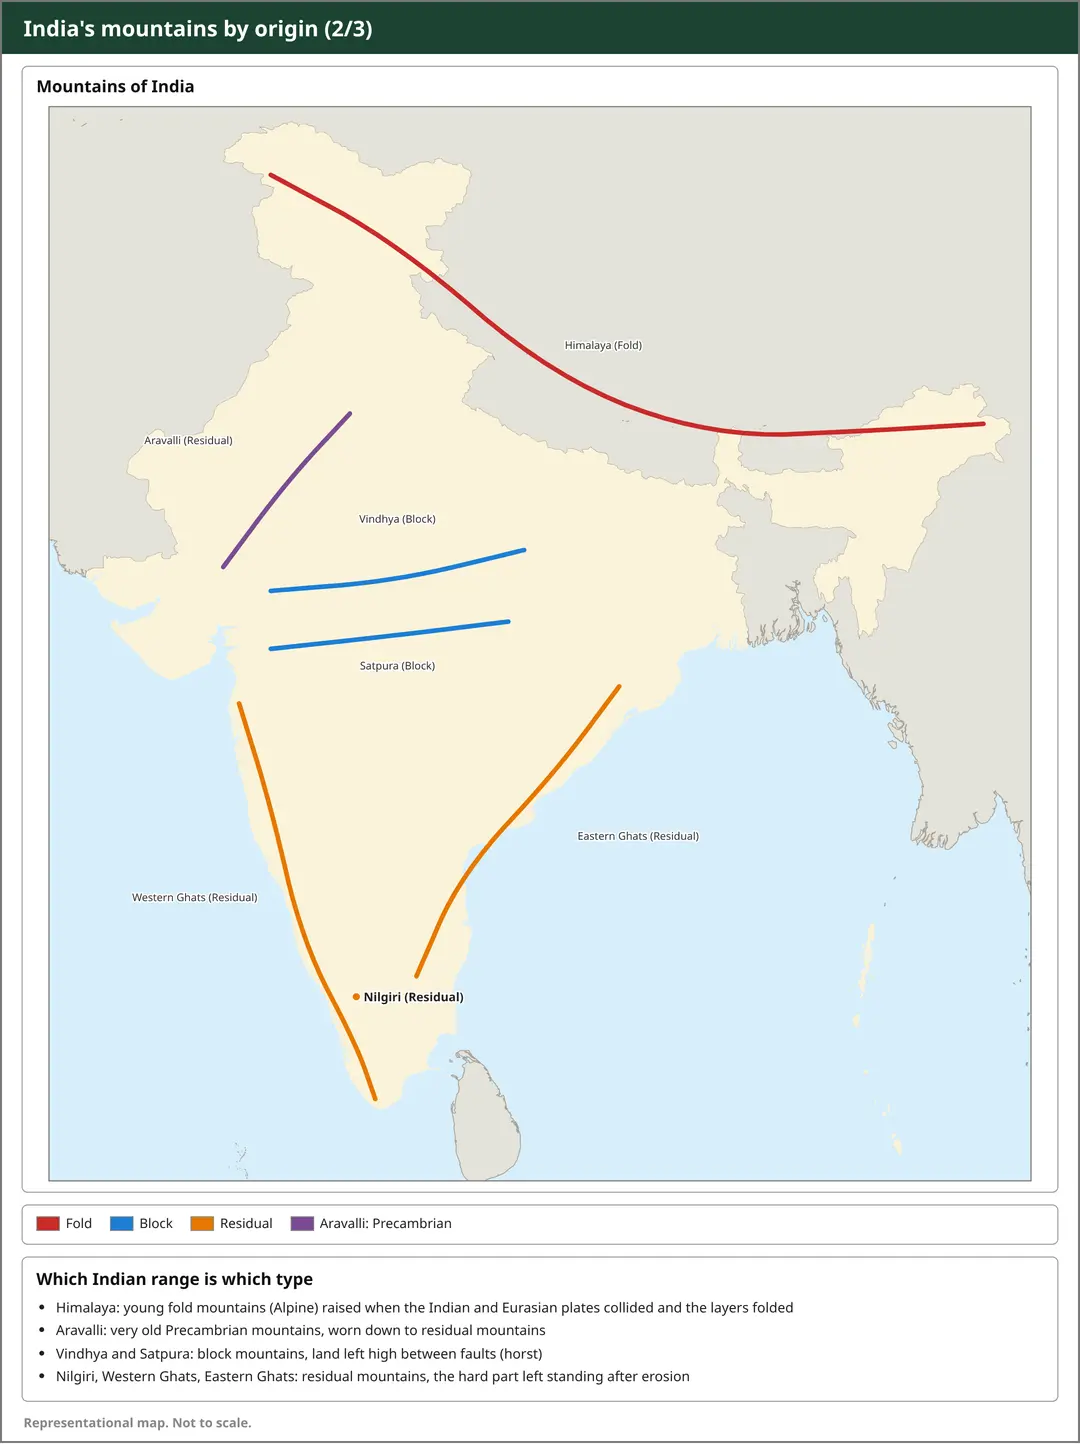 India's mountains by origin (2/3)
Mountains of India
Himalaya (Fold)
Aravalli (Residual)
Vindhya (Block)
Satpura (Block)
Eastern Ghats (Residual)
Western Ghats (Residual)
Nilgiri (Residual)
Fold
Block
Residual
Aravalli: Precambrian
Which Indian range is which type
• Himalaya: young fold mountains (Alpine) raised when the Indian and Eurasian plates collided and the layers folded
• Aravalli: very old Precambrian mountains, worn down to residual mountains
• Vindhya and Satpura: block mountains, land left high between faults (horst)
• Nilgiri, Western Ghats, Eastern Ghats: residual mountains, the hard part left standing after erosion
Representational map. Not to scale.